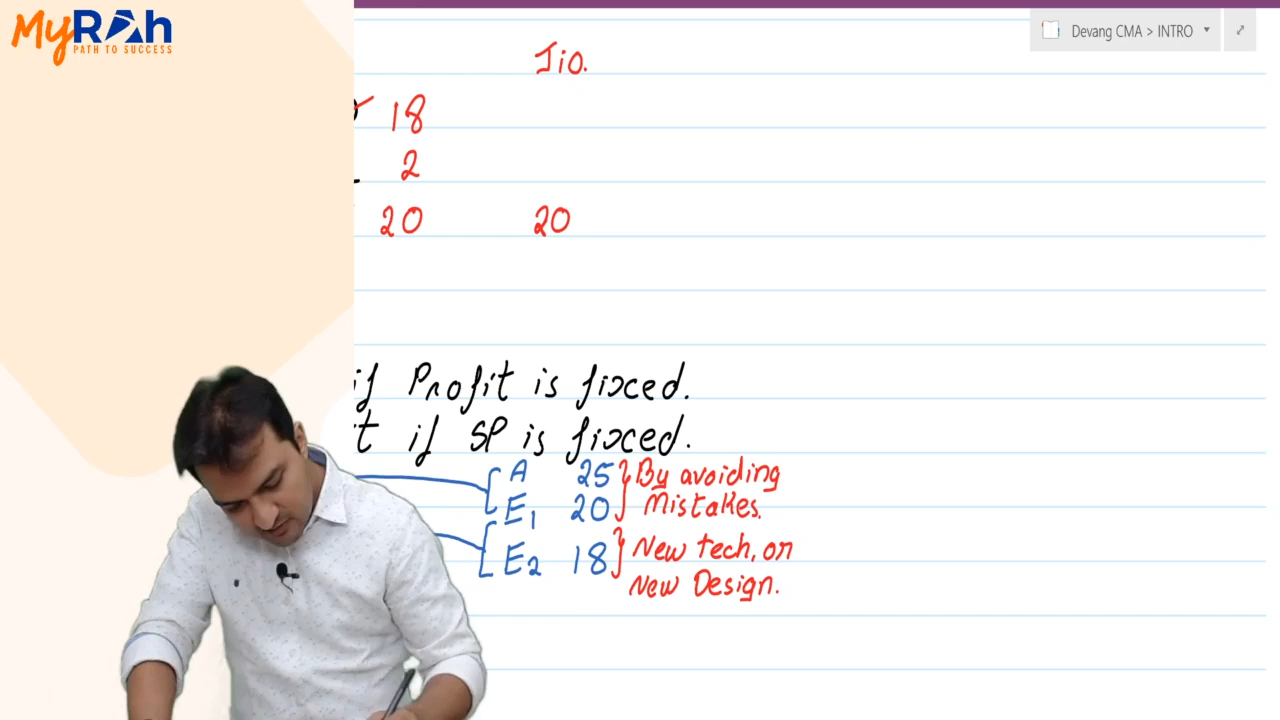 MyRAh
PATH TO SUCCESS
Devang CMA > INTRO
Jio.
18
2
20 20
if Profit is fixed.
t if SP is fixed.
A 25 By avoiding
E1 20 Mistakes.
E2 18 New tech, or
New Design.